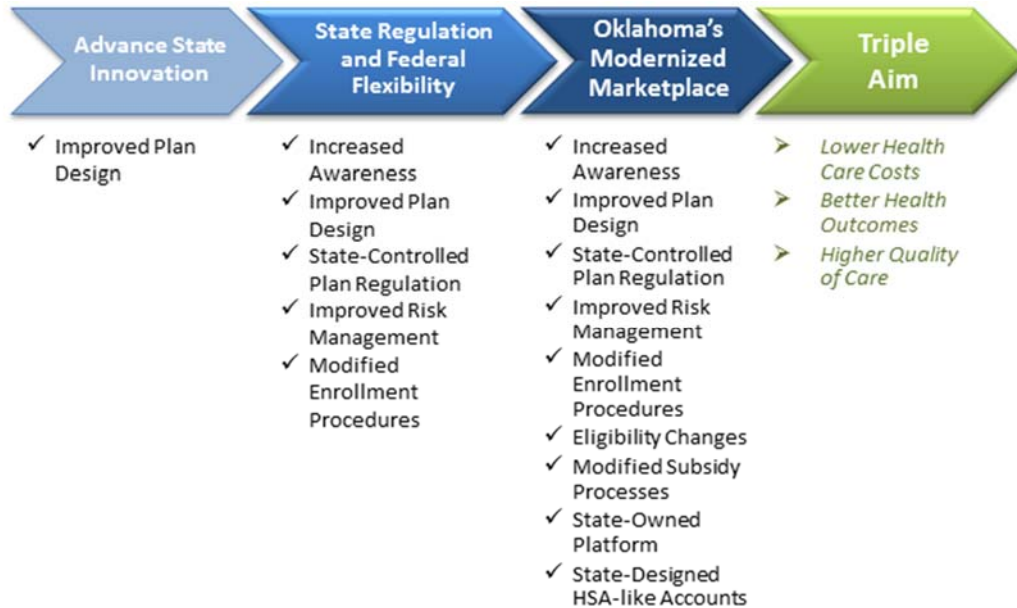 Advance State
Innovation
State Regulation
and Federal
Flexibility
Oklahoma's
Modernized
Marketplace
Triple
Aim
✓ Improved Plan
Design
✓ Increased
Awareness
✓ Improved Plan
Design
✓ State-Controlled
Plan Regulation
✓ Improved Risk
Management
✓ Modified
Enrollment
Procedures
✓ Increased
Awareness
✓ Improved Plan
Design
✓ State-Controlled
Plan Regulation
✓ Improved Risk
Management
✓ Modified
Enrollment
Procedures
✓ Eligibility Changes
✓ Modified Subsidy
Processes
✓ State-Owned
Platform
✓ State-Designed
HSA-like Accounts
➢ Lower Health
Care Costs
➢ Better Health
Outcomes
➢ Higher Quality
of Care